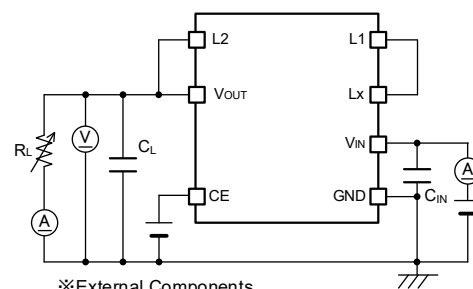 L2 L1
VOUT Lx
RL V CL VIN A
CE GND CIN
A
※External Components